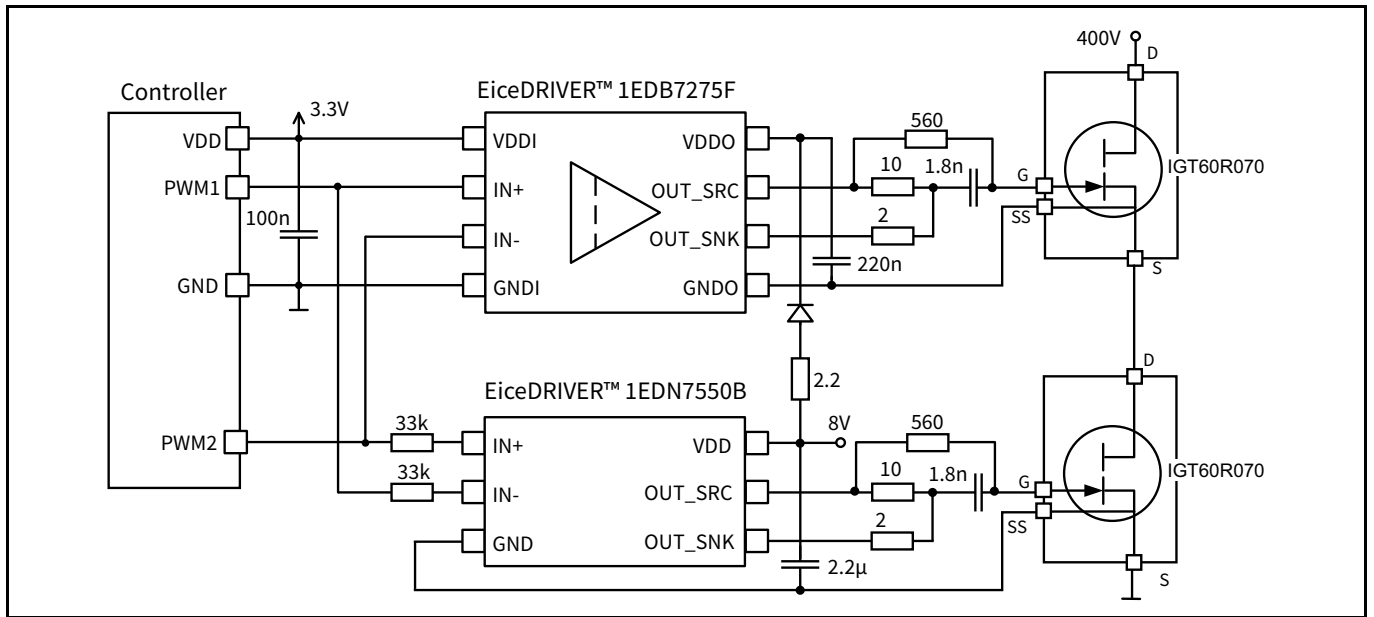 400V
D
Controller
EiceDRIVER™ 1EDB7275F
3.3V
VDD
VDDI
VDDO
560
PWM1
IN+
OUT_SRC
10
1.8n
G
IGT60R070
100n
IN-
OUT_SNK
2
SS
GND
GNDI
GNDO
220n
S
D
EiceDRIVER™ 1EDN7550B
2.2
PWM2
33k
IN+
VDD
8V
560
33k
IN-
OUT_SRC
10
1.8n
G
IGT60R070
GND
OUT_SNK
2
SS
2.2µ
S